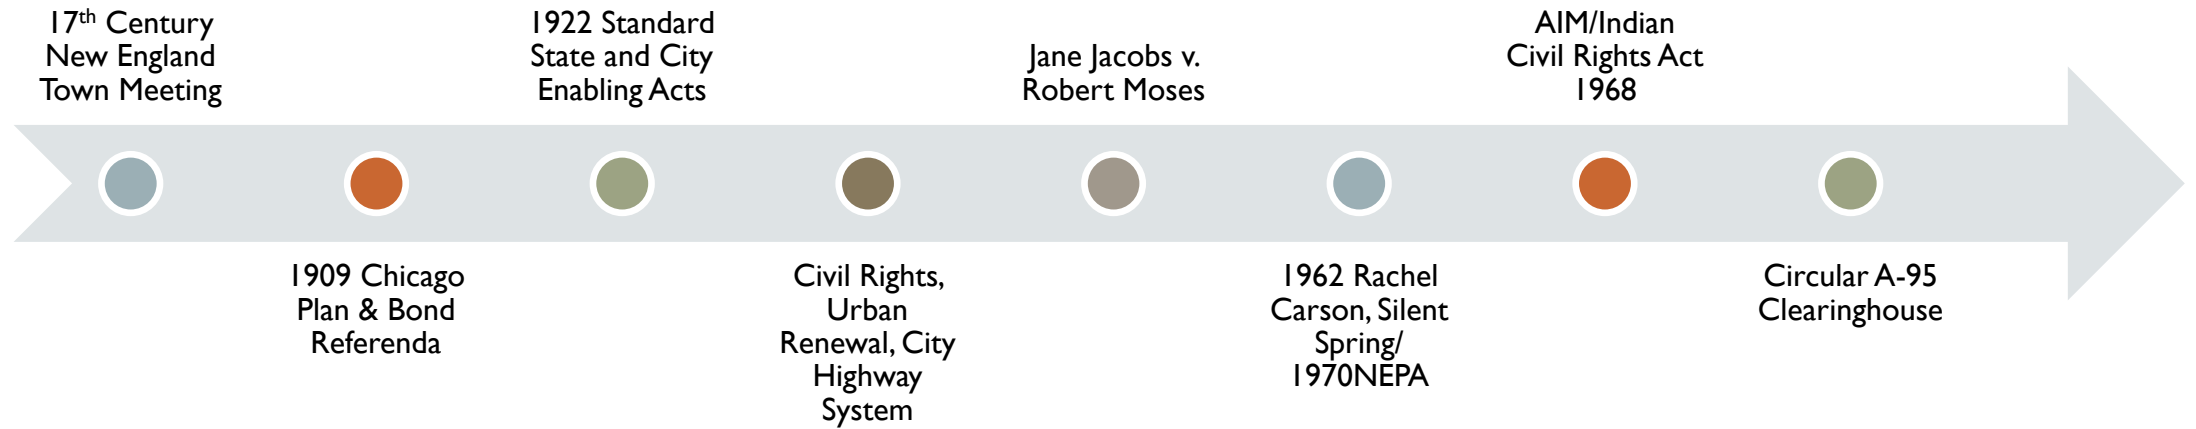 17th Century
New England
Town Meeting
1909 Chicago
Plan & Bond
Referenda
1922 Standard
State and City
Enabling Acts
Civil Rights,
Urban
Renewal, City
Highway
System
Jane Jacobs v.
Robert Moses
1962 Rachel
Carson, Silent
Spring/
1970NEPA
AIM/Indian
Civil Rights Act
1968
Circular A-95
Clearinghouse